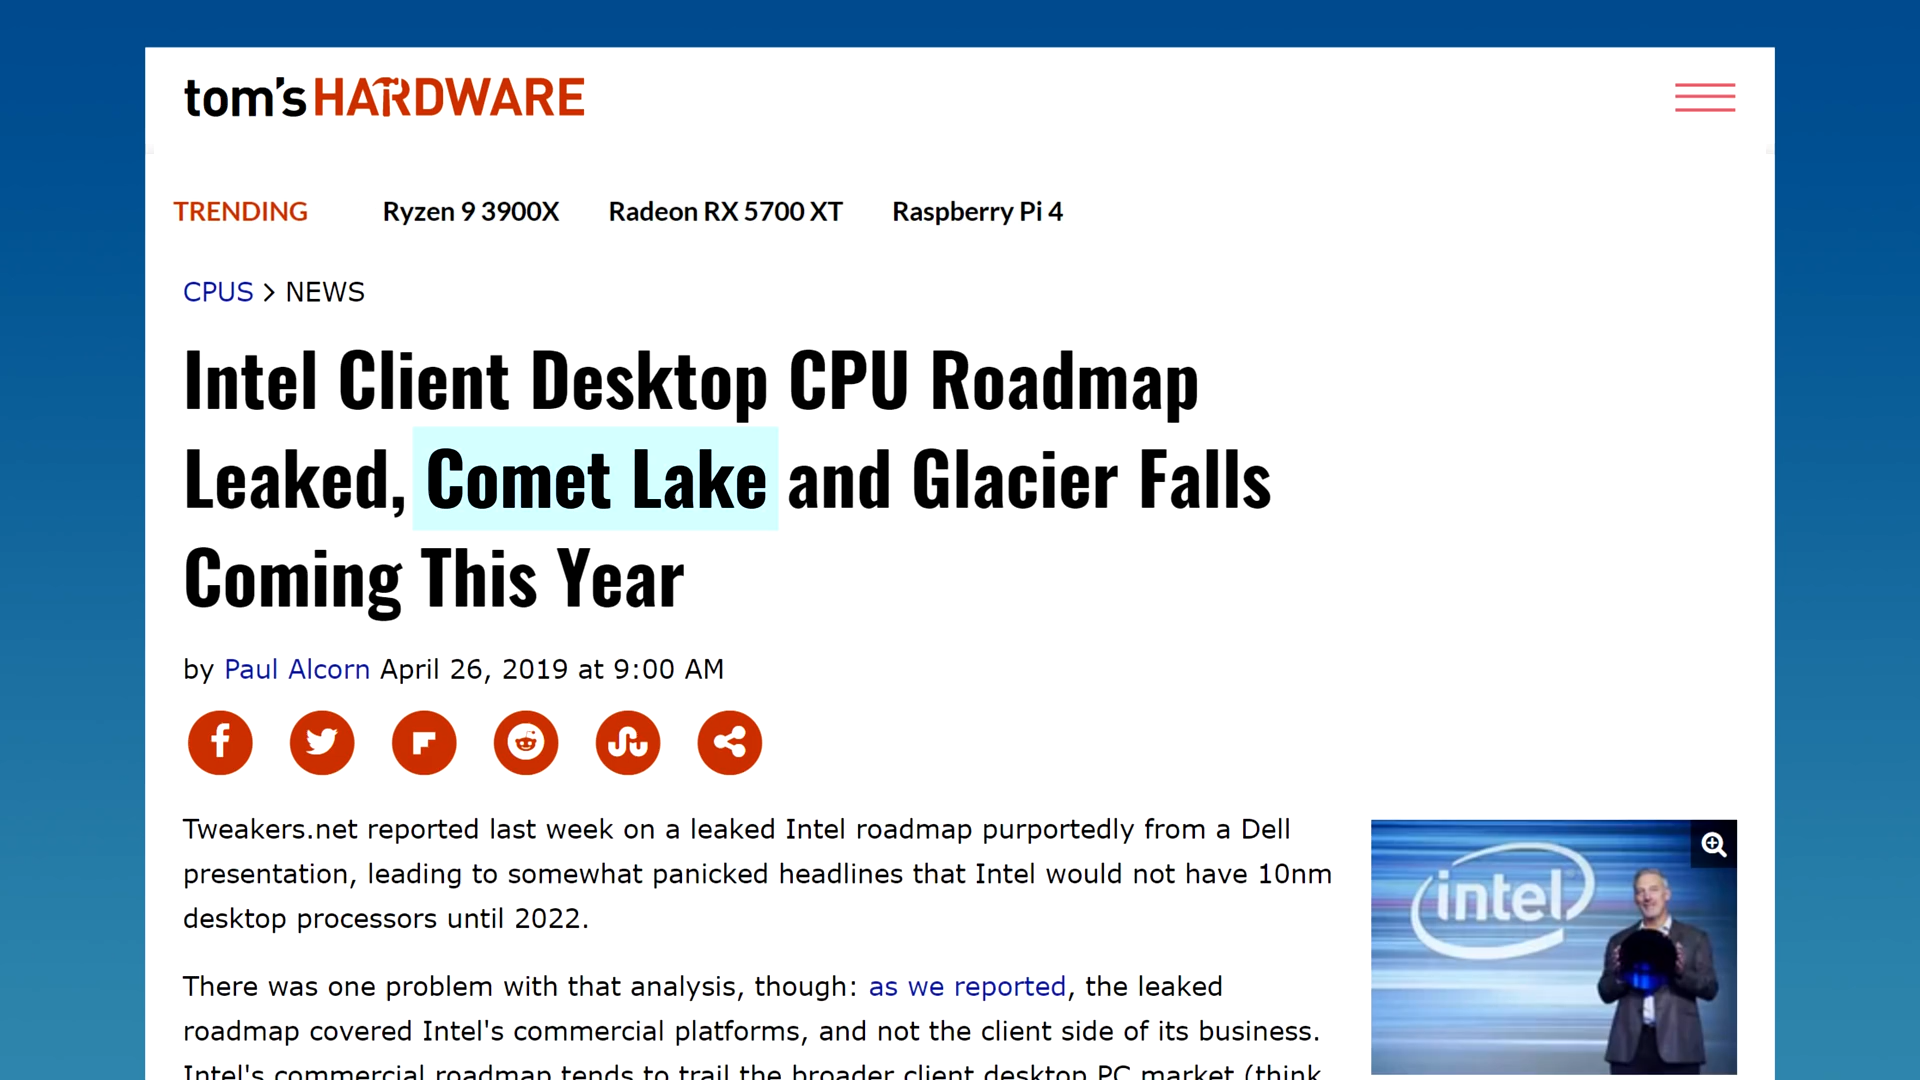 tom's HARDWARE
TRENDING Ryzen 9 3900X Radeon RX 5700 XT Raspberry Pi 4
CPUS > NEWS
Intel Client Desktop CPU Roadmap
Leaked, Comet Lake and Glacier Falls
Coming This Year
by Paul Alcorn April 26, 2019 at 9:00 AM
Tweakers.net reported last week on a leaked Intel roadmap purportedly from a Dell
presentation, leading to somewhat panicked headlines that Intel would not have 10nm
desktop processors until 2022.
intel
There was one problem with that analysis, though: as we reported, the leaked
roadmap covered Intel's commercial platforms, and not the client side of its business.
Intel's commercial roadmap tends to trail the broader client desktop PC market (think